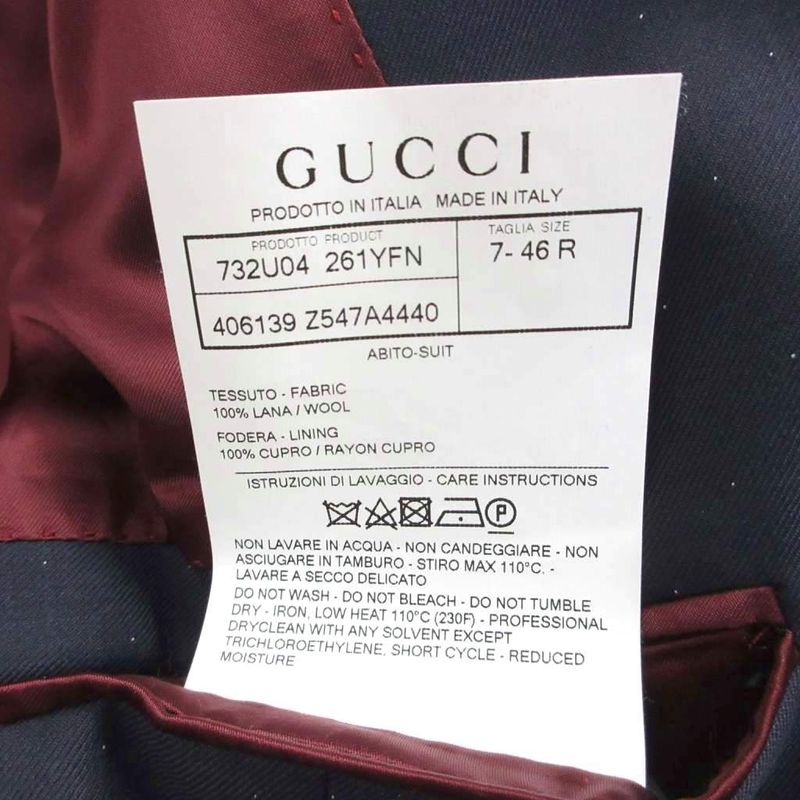 GUCCI
PRODOTTO IN ITALIA MADE IN ITALY
PRODOTTO PRODUCT
732U04 261YFN
TAGLIA SIZE
7- 46 R
406139 Z547A4440
ABITO-SUIT
TESSUTO - FABRIC
100% LANA / WOOL
FODERA - LINING
100% CUPRO / RAYON CUPRO
ISTRUZIONI DI LAVAGGIO - CARE INSTRUCTIONS
P
NON LAVARE IN ACQUA - NON CANDEGGIARE - NON
ASCIUGARE IN TAMBURO - STIRO MAX 110°C. -
LAVARE A SECCO DELICATO
DO NOT WASH - DO NOT BLEACH - DO NOT TUMBLE
DRY - IRON, LOW HEAT 110°C (230F) - PROFESSIONAL
DRYCLEAN WITH ANY SOLVENT EXCEPT
TRICHLOROETHYLENE, SHORT CYCLE - REDUCED
MOISTURE